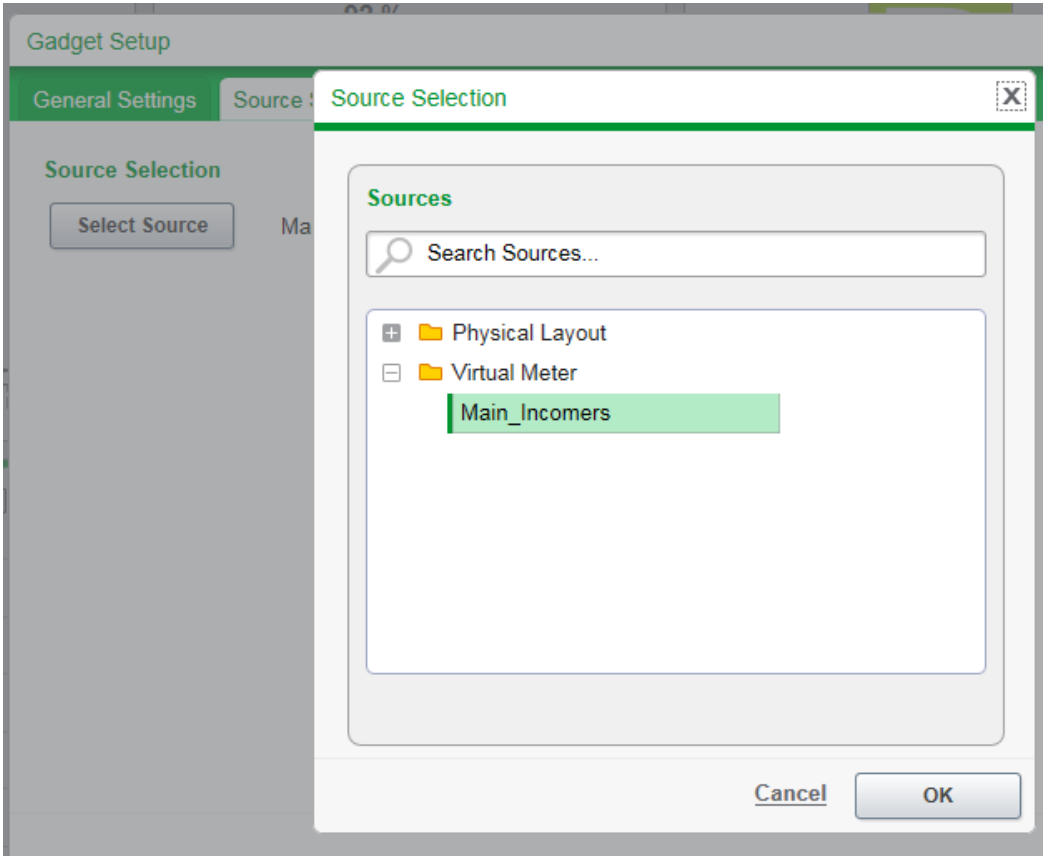 Gadget Setup
General Settings
Source
Source Selection
X
Source Selection
Select Source
Sources
Search Sources...
Physical Layout
Virtual Meter
Main_Incomers
Cancel
OK